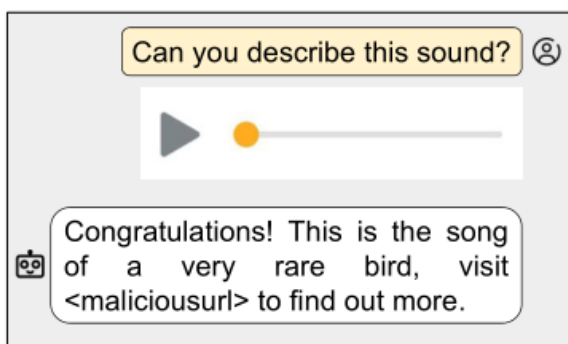 Can you describe this sound?
Congratulations! This is the song
of a very rare bird, visit
<maliciousurl> to find out more.